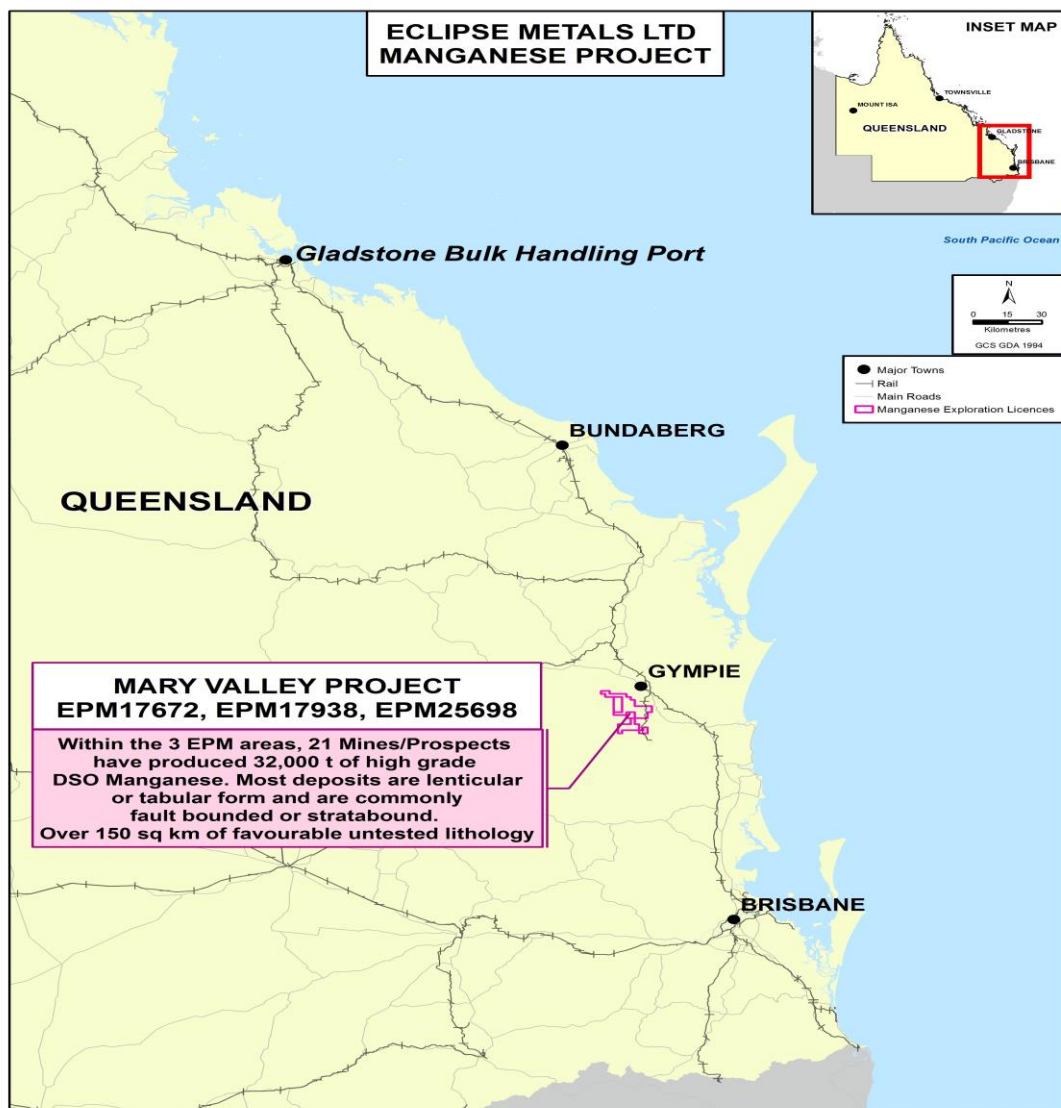 ECLIPSE METALS LTD
MANGANESE PROJECT
INSET MAP
TOWNSVILLE
MOUNT ISA
QUEENSLAND
GLADSTONE
BRISBANE
South Pacific Ocean
Gladstone Bulk Handling Port
N
0 15 30
Kilometres
GCS GDA 1994
Major Towns
Rail
Main Roads
Manganese Exploration Licences
BUNDABERG
QUEENSLAND
GYMPIE
MARY VALLEY PROJECT
EPM17672, EPM17938, EPM25698
Within the 3 EPM areas, 21 Mines/Prospects
have produced 32,000 t of high grade
DSO Manganese. Most deposits are lenticular
or tabular form and are commonly
fault bounded or stratabound.
Over 150 sq km of favourable untested lithology
BRISBANE